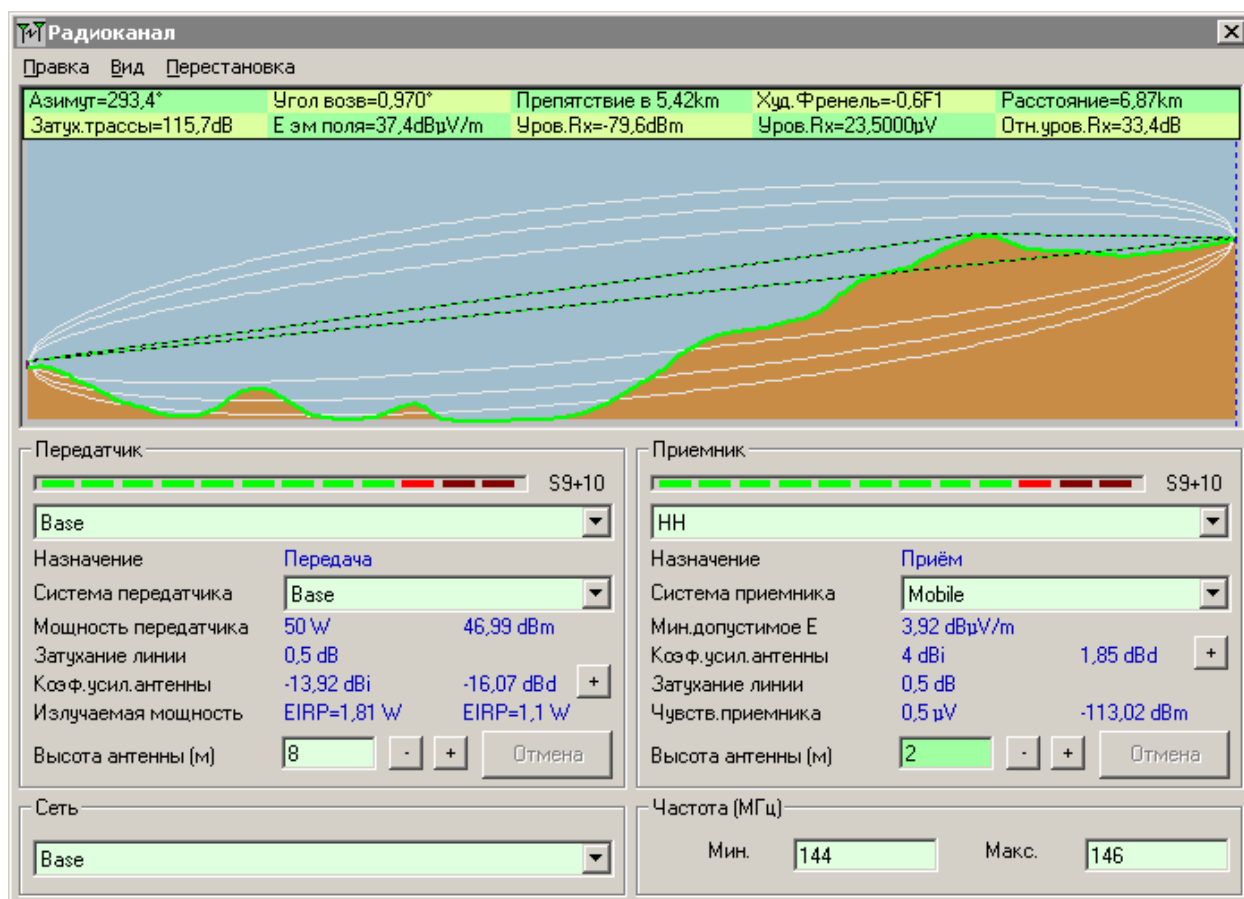 Радиоканал
Правка Вид Перестановка
Азимут=293,4° Угол возв=0,970° Препятствие в 5,42km Худ.Френель=-0,6F1 Расстояние=6,87km
Затух.трассы=115,7dB E эм поля=37,4dBµV/m Уров.Rx=-79,6dBm Уров.Rx=23,5000µV Отн.уров.Rx=33,4dB
Передатчик Приемник
S9+10 S9+10
Base HH
Назначение Передача Назначение Приём
Система передатчика Base Система приемника Mobile
Мощность передатчика 50 W 46,99 dBm Мин.допустимое E 3,92 dBµV/m
Затухание линии 0,5 dB Коэф.усил.антенны 4 dBi 1,85 dBd +
Коэф.усил.антенны -13,92 dBi -16,07 dBd + Затухание линии 0,5 dB
Излучаемая мощность EIRP=1,81 W EIRP=1,1 W Чувств.приемника 0,5 µV -113,02 dBm
Высота антенны (м) 8 - + Отмена Высота антенны (м) 2 - + Отмена
Сеть Частота (МГц)
Base Мин. 144 Макс. 146